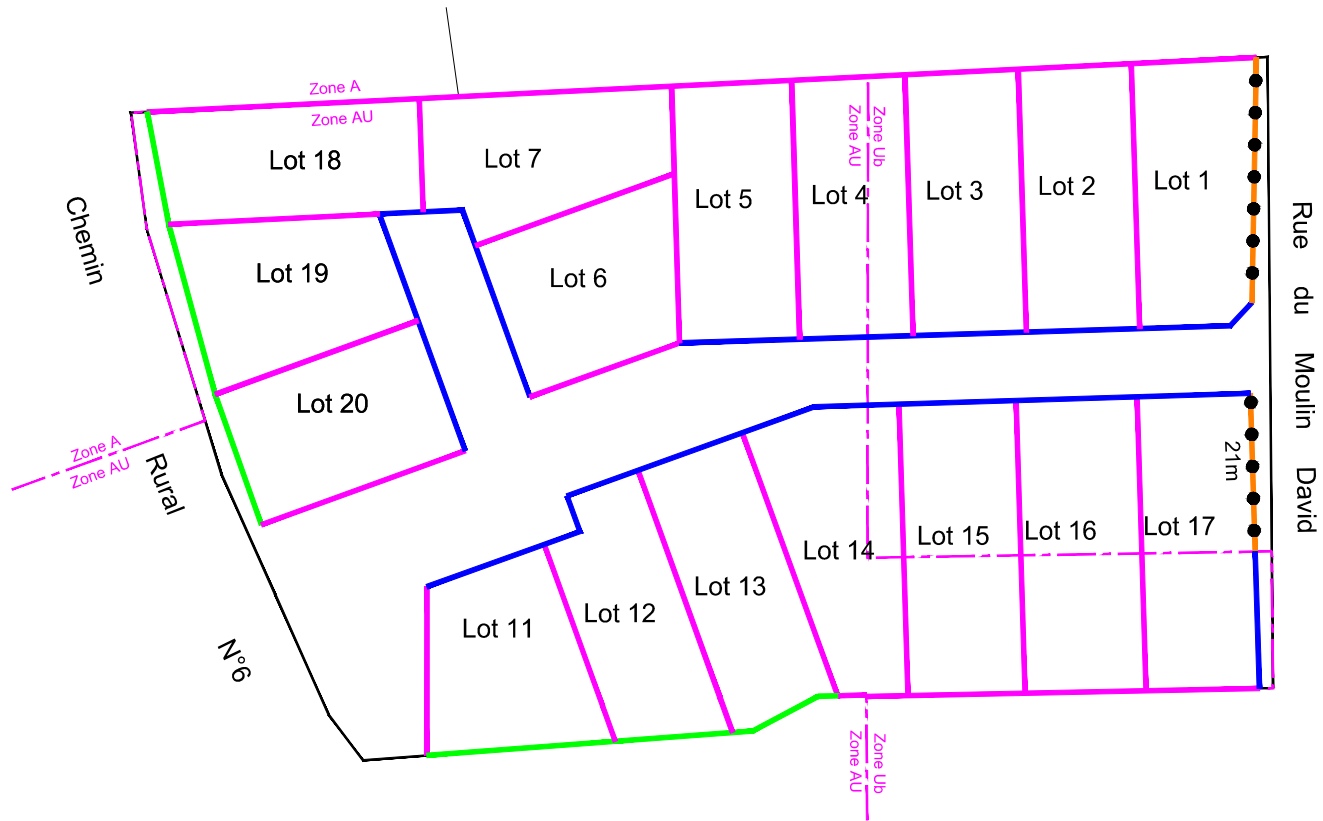 Zone A
Zone AU
Lot 18
Lot 7
Lot 5
Lot 4
Zone AU
Zone Ub
Lot 3
Lot 2
Lot 1
Chemin
Rural
N°6
Lot 19
Lot 6
Lot 20
Zone A
Zone AU
Rue du Moulin David
21m
Lot 11
Lot 12
Lot 13
Lot 14
Lot 15
Lot 16
Lot 17
Zone AU
Zone Ub